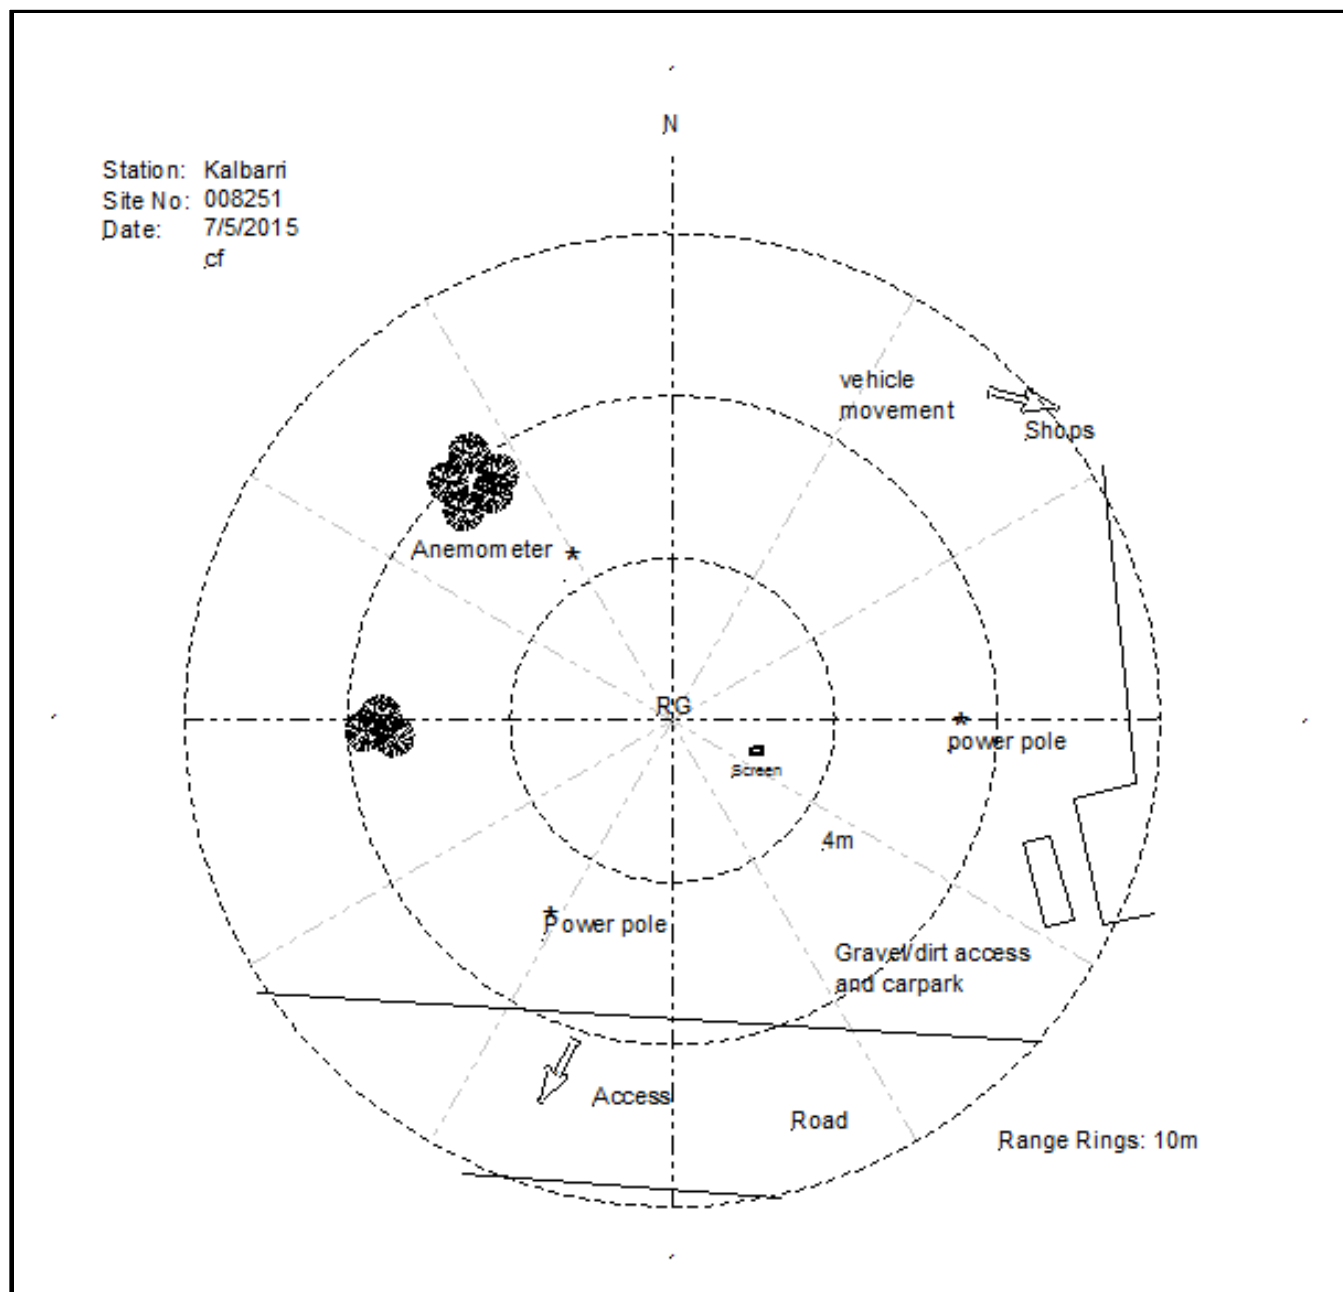 N
Station: Kalbarri
Site No: 008251
Date: 7/5/2015
cf
vehicle
movement
Shops
Anemometer
RG
power pole
Screen
4m
Power pole
Gravel/dirt access
and carpark
Access
Road
Range Rings: 10m